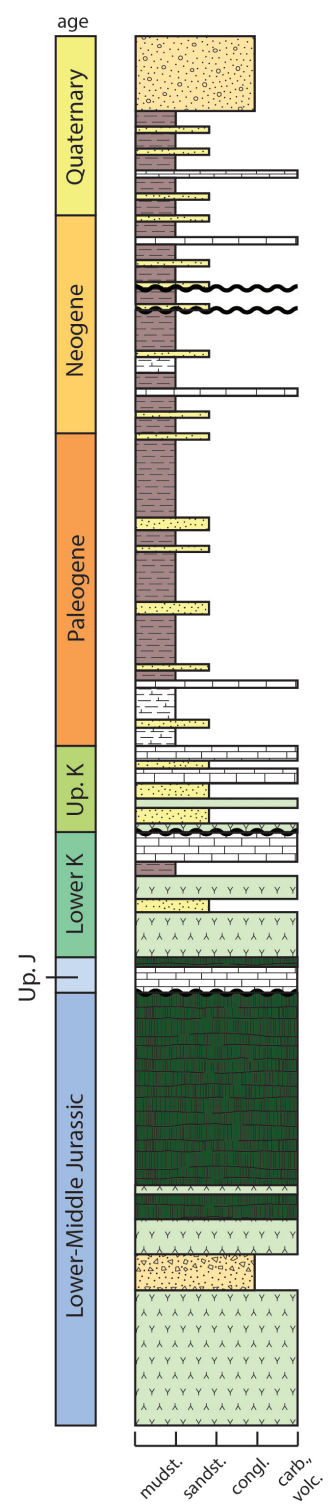 age
Quaternary
Neogene
Paleogene
Up. K
Lower K
Up. J
Lower-Middle Jurassic
mudst.
sandst.
congl.
carb.,
volc.